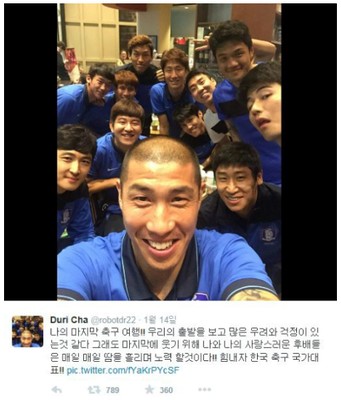 Duri Cha @robotdr22 · 1월 14일
나의 마지막 축구 여행!! 우리의 출발을 보고 많은 우려와 걱정이 있
는것 같다 그래도 마지막에 웃기 위해 나와 나의 사랑스러운 후배들
은 매일 매일 땀을 흘리며 노력 할것이다!! 힘내자 한국 축구 국가대
표!! pic.twitter.com/fYaKrPYcSF
789
360